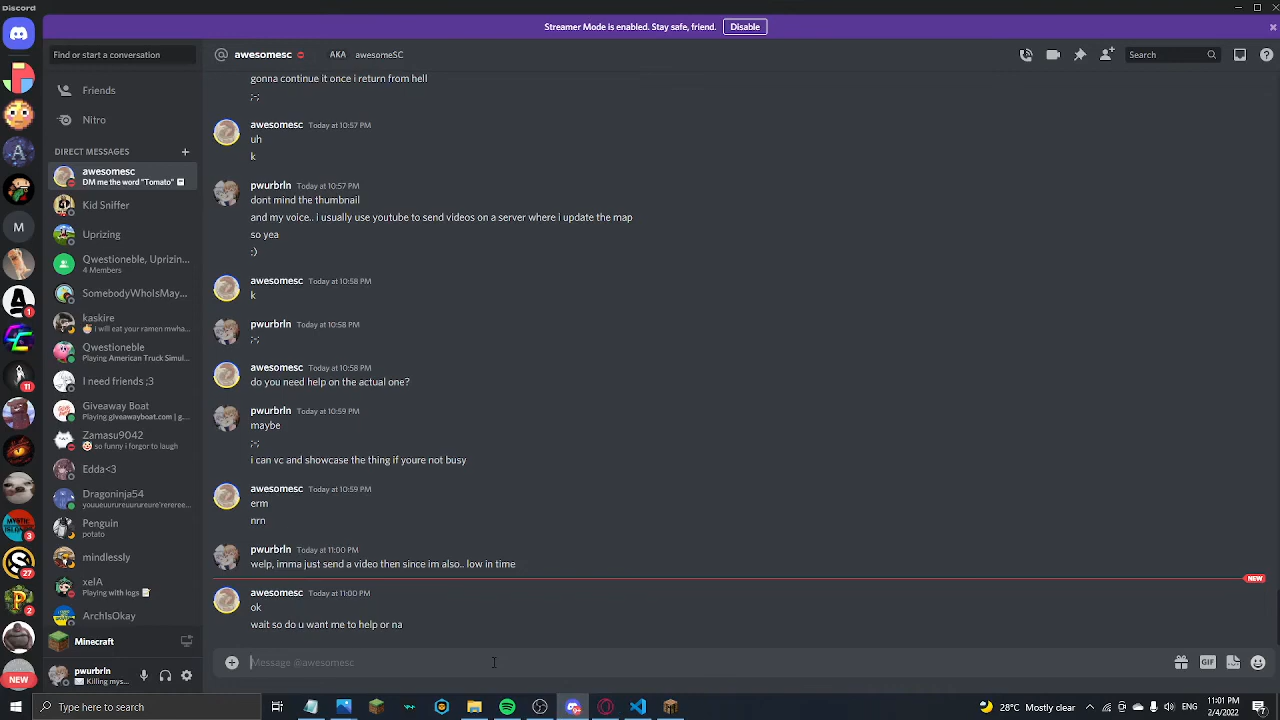 Discord
Streamer Mode is enabled. Stay safe, friend. Disable
Find or start a conversation
Friends
Nitro
DIRECT MESSAGES
awesomesc
DM me the word "Tomato"
Kid Sniffer
Uprizing
Qwestioneble, Uprizin...
4 Members
SomebodyWhoIsMay...
kaskire
I will eat your ramen mwha...
Qwestioneble
Playing American Truck Simul...
I need friends ;3
Giveaway Boat
Playing giveawayboat.com | g...
Zamasu9042
so funny i forgor to laugh
Edda<3
Dragoninja54
youueuurureuurureure'rereree...
Penguin
potato
mindlessly
xelA
Playing with logs
ArchIsOkay
Minecraft
pwurbrln
Killing mys...
A
M
1
11
3
27
2
NEW
awesomesc AKA awesomeSC
Search
gonna continue it once i return from hell
;-;
awesomesc Today at 10:57 PM
uh
k
pwurbrln Today at 10:57 PM
dont mind the thumbnail
and my voice.. i usually use youtube to send videos on a server where i update the map
so yea
:)
awesomesc Today at 10:58 PM
k
pwurbrln Today at 10:58 PM
;-;
awesomesc Today at 10:58 PM
do you need help on the actual one?
pwurbrln Today at 10:59 PM
maybe
;-;
i can vc and showcase the thing if youre not busy
awesomesc Today at 10:59 PM
erm
nrn
pwurbrln Today at 11:00 PM
welp, imma just send a video then since im also.. low in time
NEW
awesomesc Today at 11:00 PM
ok
wait so do u want me to help or na
Message @awesomesc
GIF
Type here to search
28°C Mostly clear
ENG
11:01 PM
2/4/2022